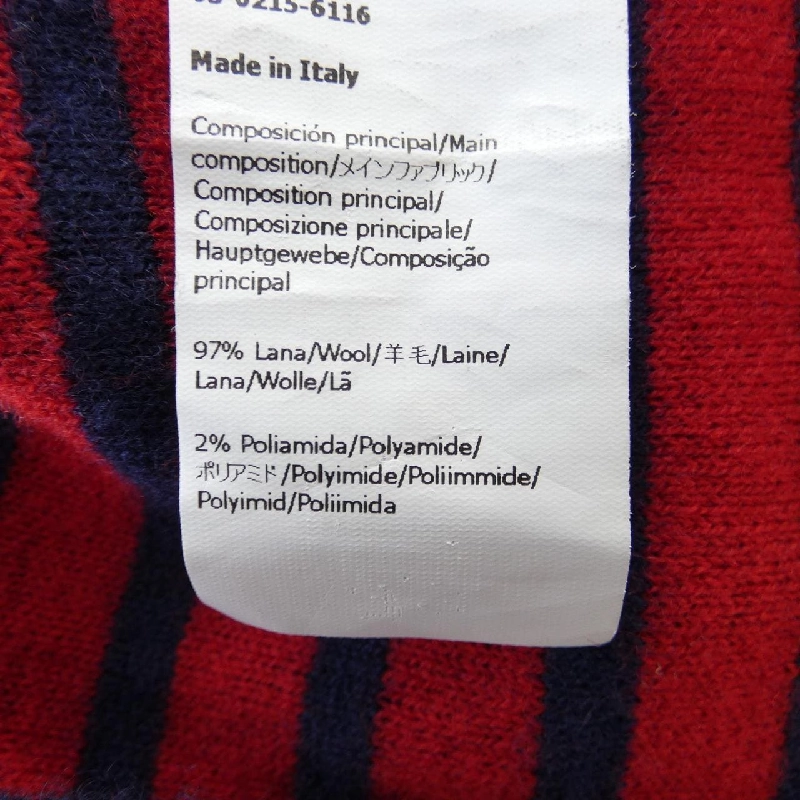 0215-6116
Made in Italy
Composición principal/Main
composition/メインファブリック/
Composition principal/
Composizione principale/
Hauptgewebe/Composição
principal
97% Lana/Wool/羊毛/Laine/
Lana/Wolle/Lã
2% Poliamida/Polyamide/
ポリアミド/Polyimide/Poliimmide/
Polyimid/Poliimida